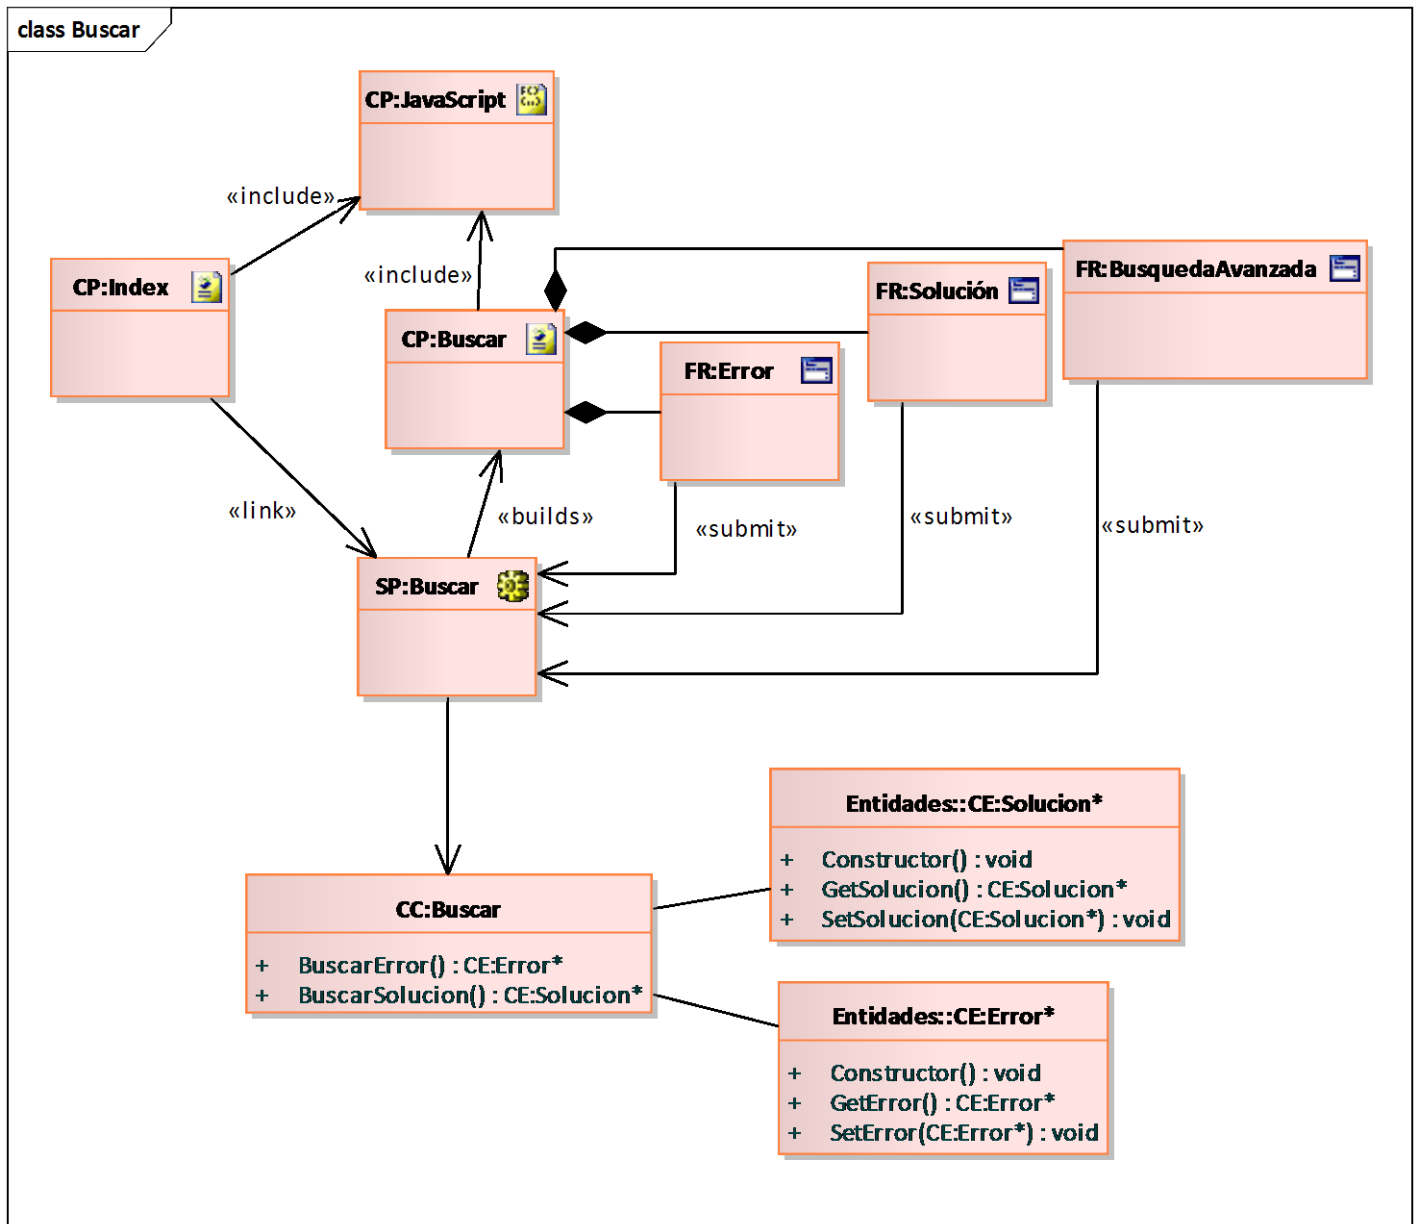 class Buscar
CP:JavaScript
«include»
«include»
CP:Index
CP:Buscar
FR:Error
FR:Solución
FR:BusquedaAvanzada
«link»
«builds»
«submit»
«submit»
«submit»
SP:Buscar
Entidades::CE:Solucion*
+ Constructor() : void
+ GetSolucion() : CE:Solucion*
+ SetSolucion(CE:Solucion*) : void
CC:Buscar
+ BuscarError() : CE:Error*
+ BuscarSolucion() : CE:Solucion*
Entidades::CE:Error*
+ Constructor() : void
+ GetError() : CE:Error*
+ SetError(CE:Error*) : void